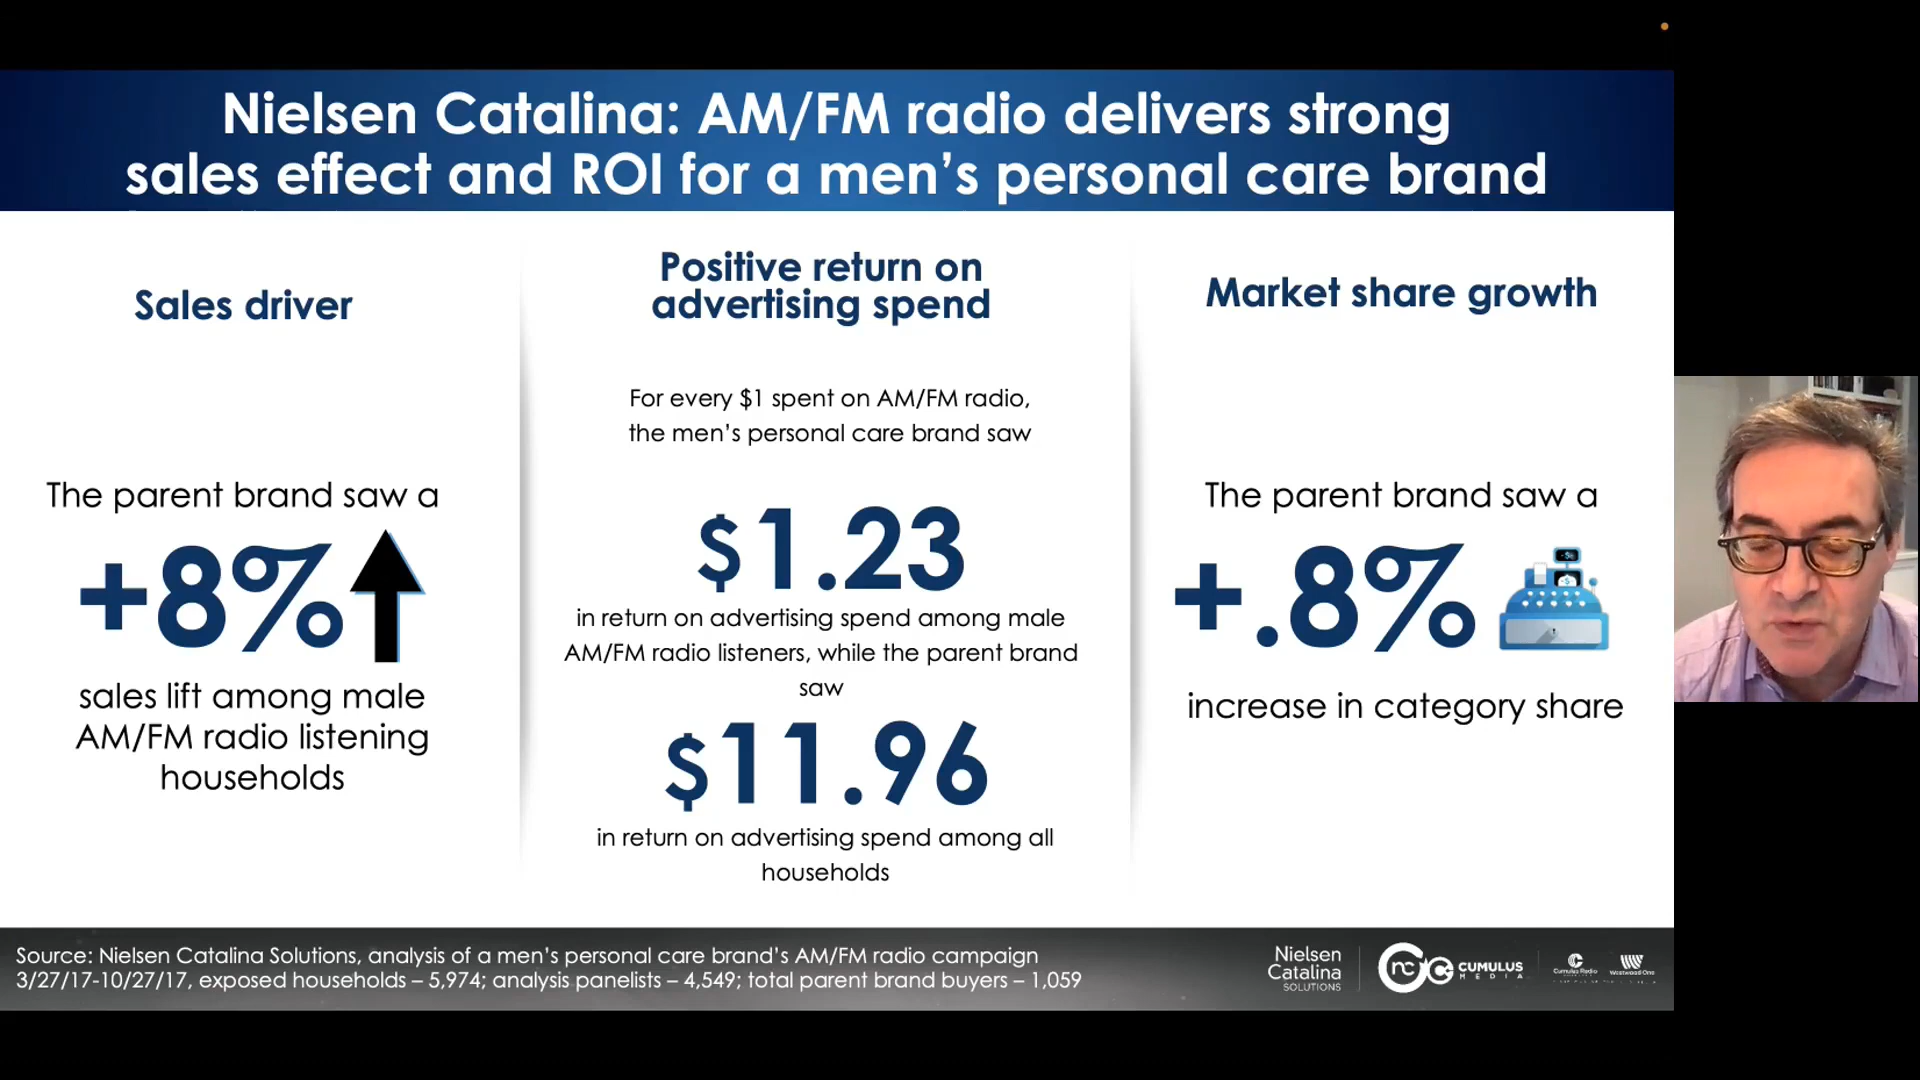 Nielsen Catalina: AM/FM radio delivers strong
sales effect and ROI for a men’s personal care brand
Sales driver
The parent brand saw a
+8%
sales lift among male
AM/FM radio listening
households
Positive return on
advertising spend
For every $1 spent on AM/FM radio,
the men’s personal care brand saw
$1.23
in return on advertising spend among male
AM/FM radio listeners, while the parent brand
saw
$11.96
in return on advertising spend among all
households
Market share growth
The parent brand saw a
+.8%
increase in category share
Source: Nielsen Catalina Solutions, analysis of a men’s personal care brand’s AM/FM radio campaign
3/27/17-10/27/17, exposed households – 5,974; analysis panelists – 4,549; total parent brand buyers – 1,059
Nielsen
Catalina
SOLUTIONS
nc
CUMULUS
MEDIA
Cumulus Radio
Westwood One